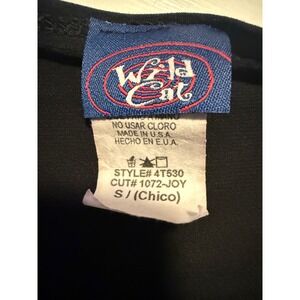 Wild
Cat
NO USAR CLORO
MADE IN U.S.A.
HECHO EN E.U.A.
STYLE# 4T530
CUT# 1072-JOY
S / (Chico)